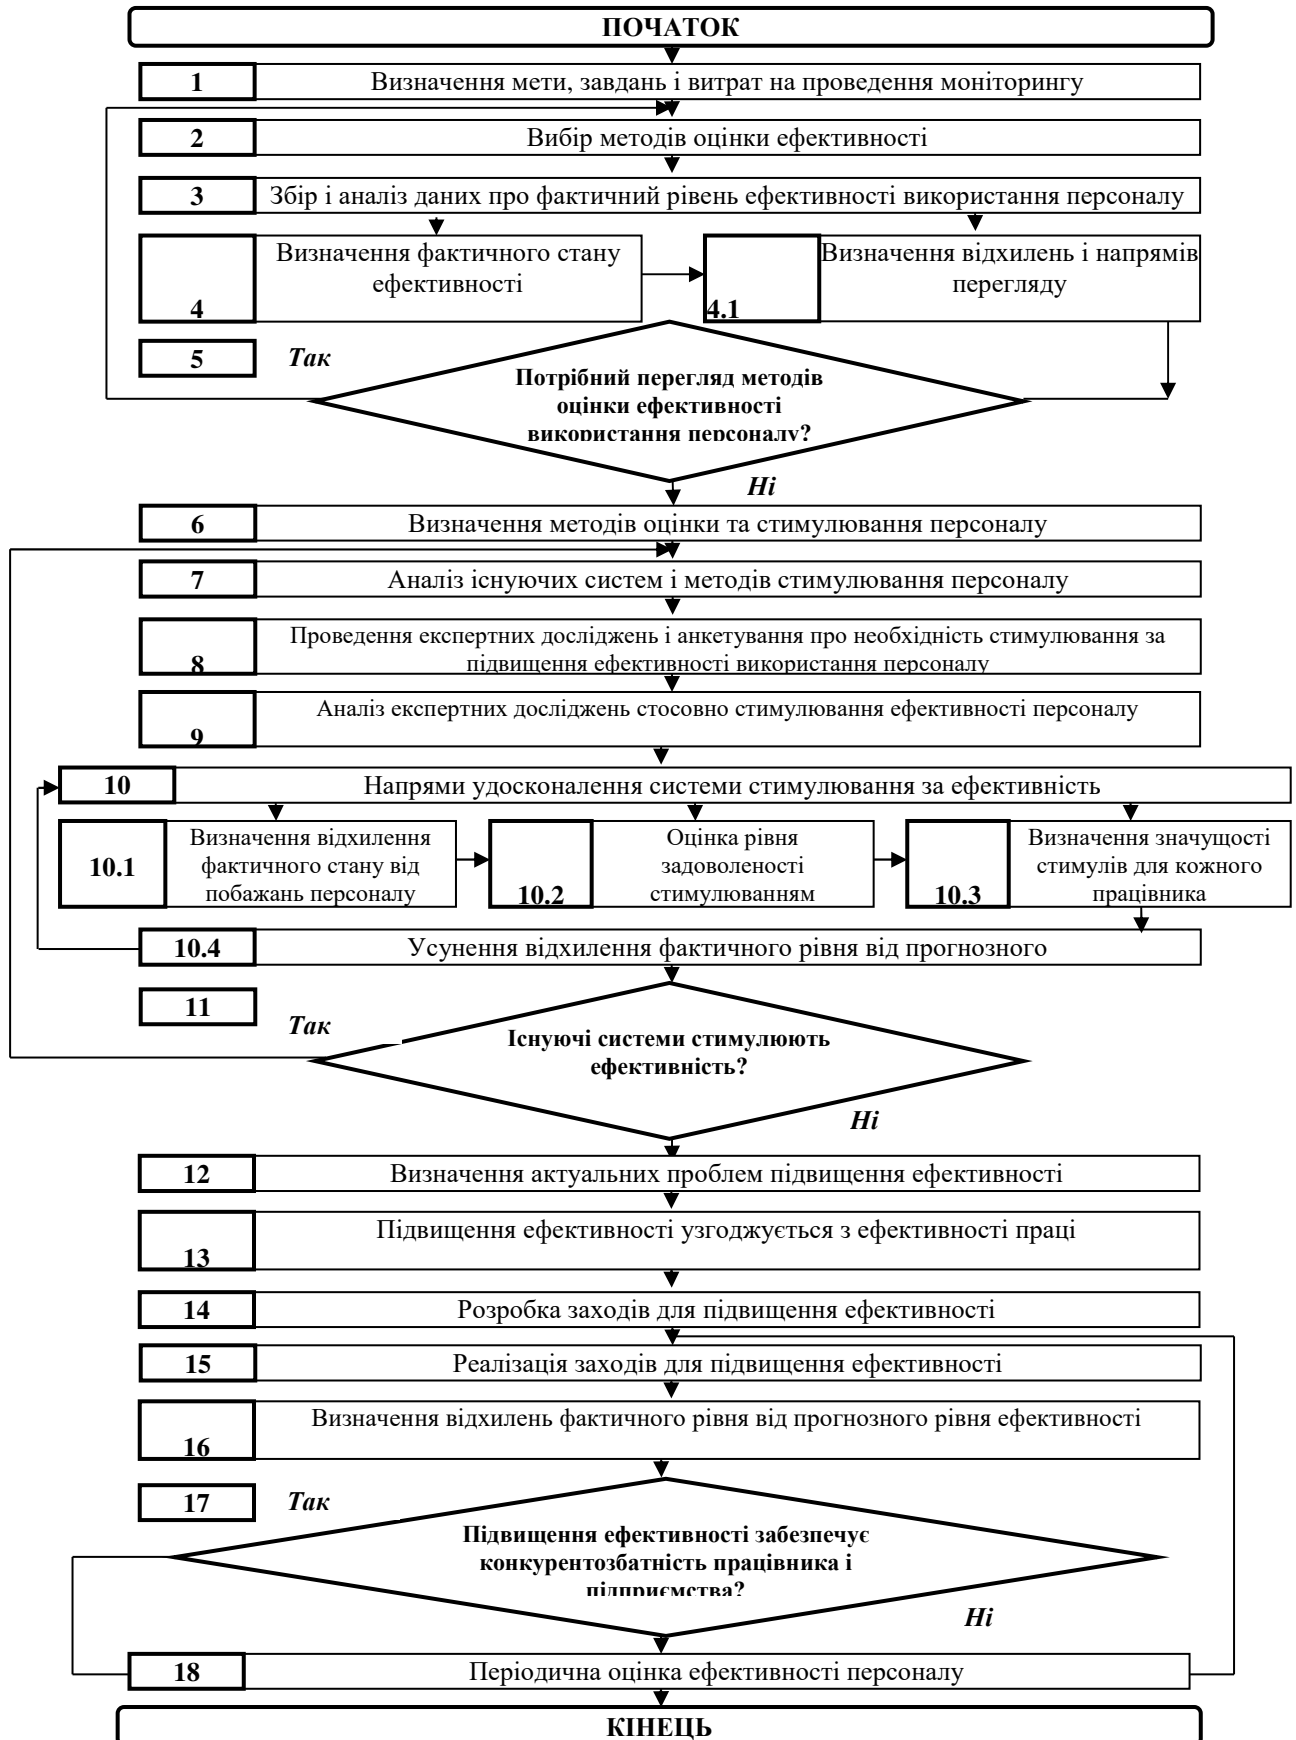 ПОЧАТОК
1
Визначення мети, завдань і витрат на проведення моніторингу
2
Вибір методів оцінки ефективності
3
Збір і аналіз даних про фактичний рівень ефективності використання персоналу
4
Визначення фактичного стану
ефективності
4.1
Визначення відхилень і напрямів
перегляду
5
Так
Потрібний перегляд методів
оцінки ефективності
використання персоналу?
Ні
6
Визначення методів оцінки та стимулювання персоналу
7
Аналіз існуючих систем і методів стимулювання персоналу
8
Проведення експертних досліджень і анкетування про необхідність стимулювання за
підвищення ефективності використання персоналу
9
Аналіз експертних досліджень стосовно стимулювання ефективності персоналу
10
Напрями удосконалення системи стимулювання за ефективність
10.1
Визначення відхилення
фактичного стану від
побажань персоналу
10.2
Оцінка рівня
задоволеності
стимулюванням
10.3
Визначення значущості
стимулів для кожного
працівника
10.4
Усунення відхилення фактичного рівня від прогнозного
11
Так
Існуючі системи стимулюють
ефективність?
Ні
12
Визначення актуальних проблем підвищення ефективності
13
Підвищення ефективності узгоджується з ефективності праці
14
Розробка заходів для підвищення ефективності
15
Реалізація заходів для підвищення ефективності
16
Визначення відхилень фактичного рівня від прогнозного рівня ефективності
17
Так
Підвищення ефективності забезпечує
конкурентозбатність працівника і
підприємства?
Ні
18
Періодична оцінка ефективності персоналу
КІНЕЦЬ